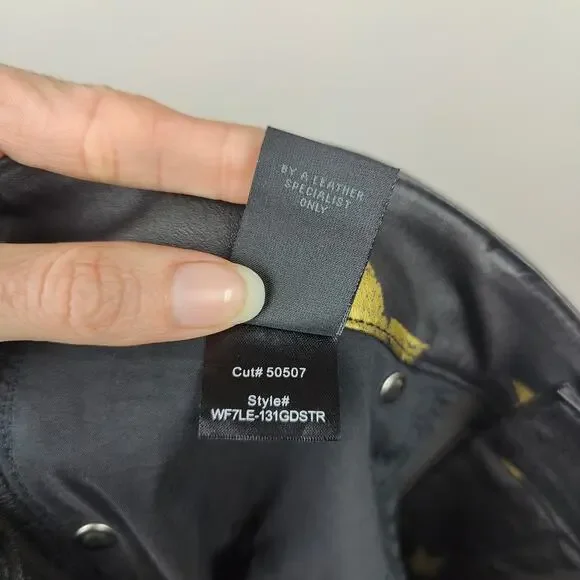 BY A LEATHER
SPECIALIST
ONLY
Cut# 50507
Style#
WF7LE-131GDSTR